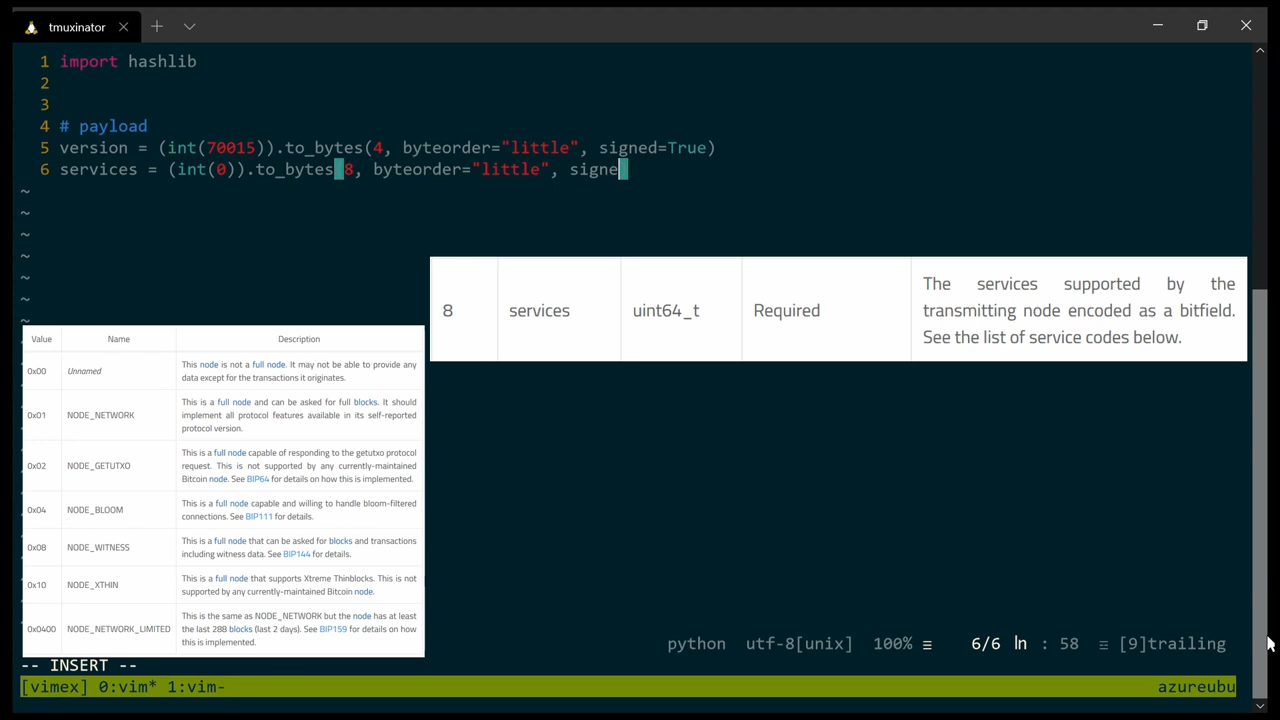 tmuxinator
1 import hashlib
2
3
4 # payload
5 version = (int(70015)).to_bytes(4, byteorder="little", signed=True)
6 services = (int(0)).to_bytes(8, byteorder="little", signe)
~
~
~
~
~
~
~
8 services uint64_t Required The services supported by the
transmitting node encoded as a bitfield.
See the list of service codes below.
Value Name Description
0x00 Unnamed This node is not a full node. It may not be able to provide any
data except for the transactions it originates.
0x01 NODE_NETWORK This is a full node and can be asked for full blocks. It should
implement all protocol features available in its self-reported
protocol version.
0x02 NODE_GETUTXO This is a full node capable of responding to the getutxo protocol
request. This is not supported by any currently-maintained
Bitcoin node. See BIP64 for details on how this is implemented.
0x04 NODE_BLOOM This is a full node capable and willing to handle bloom-filtered
connections. See BIP111 for details.
0x08 NODE_WITNESS This is a full node that can be asked for blocks and transactions
including witness data. See BIP144 for details.
0x10 NODE_XTHIN This is a full node that supports Xtreme Thinblocks. This is not
supported by any currently-maintained Bitcoin node.
0x0400 NODE_NETWORK_LIMITED This is the same as NODE_NETWORK but the node has at least
the last 288 blocks (last 2 days). See BIP159 for details on how
this is implemented.
python utf-8[unix] 100% ≡ 6/6 ln : 58 ☲ [9]trailing
-- INSERT --
[vimex] 0:vim* 1:vim- azureubu